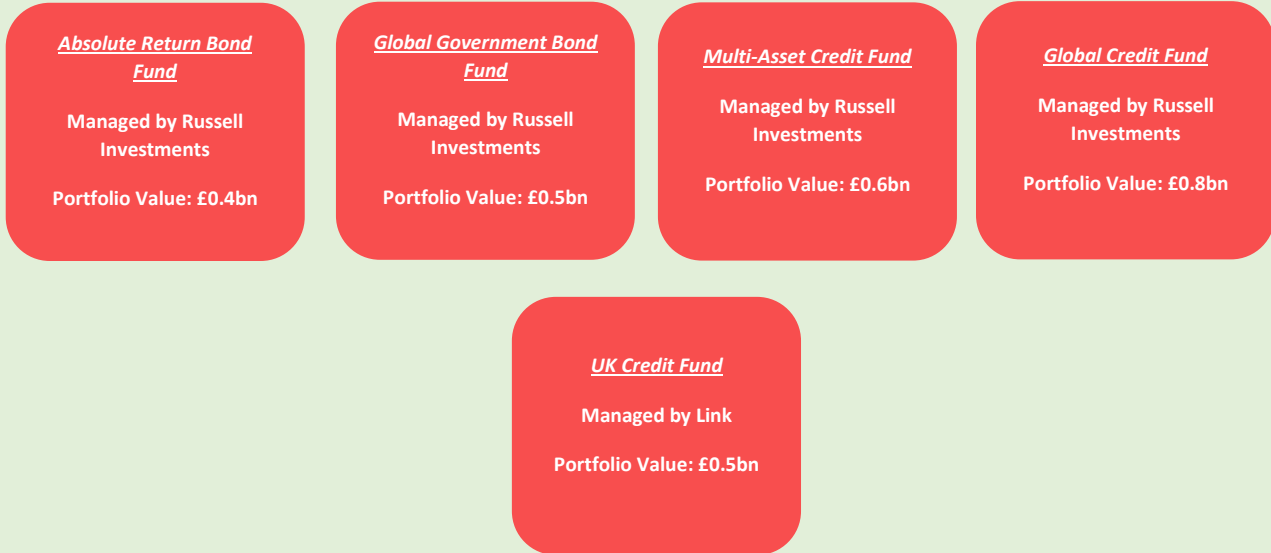 Absolute Return Bond
Fund
Managed by Russell
Investments
Portfolio Value: £0.4bn
Global Government Bond
Fund
Managed by Russell
Investments
Portfolio Value: £0.5bn
Multi-Asset Credit Fund
Managed by Russell
Investments
Portfolio Value: £0.6bn
Global Credit Fund
Managed by Russell
Investments
Portfolio Value: £0.8bn
UK Credit Fund
Managed by Link
Portfolio Value: £0.5bn